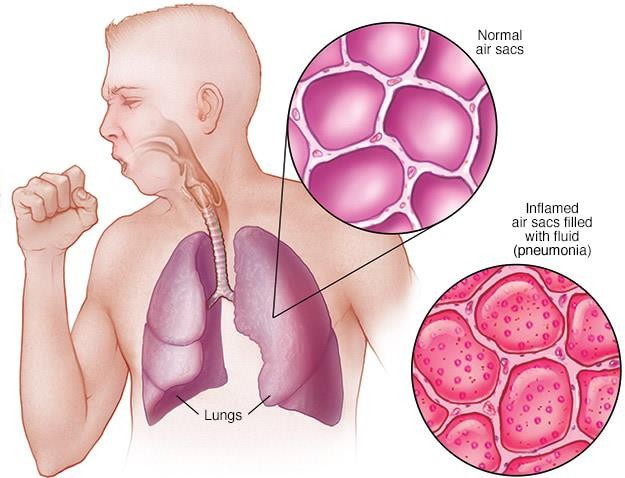 Normal
air sacs
Inflamed
air sacs filled
with fluid
(pneumonia)
Lungs